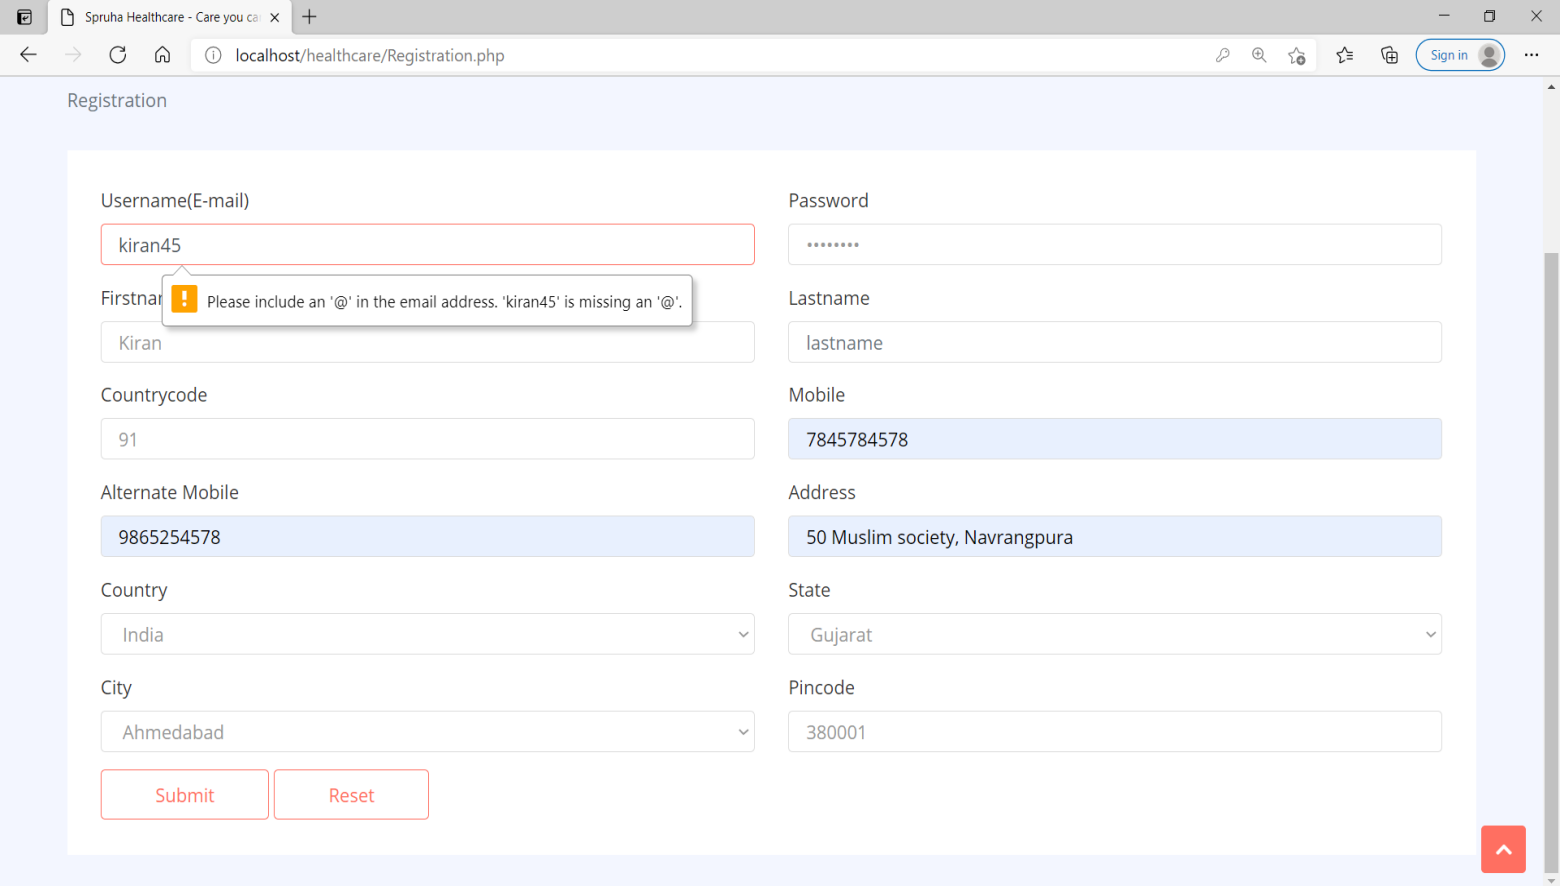 Spruha Healthcare - Care you ca
Sign in
localhost/healthcare/Registration.php
Registration
Username(E-mail)
Password
kiran45
••••••••
Please include an '@' in the email address. 'kiran45' is missing an '@'.
Firstnar
Lastname
Kiran
lastname
Countrycode
Mobile
91
7845784578
Alternate Mobile
Address
9865254578
50 Muslim society, Navrangpura
Country
State
India
Gujarat
City
Pincode
Ahmedabad
380001
Submit
Reset